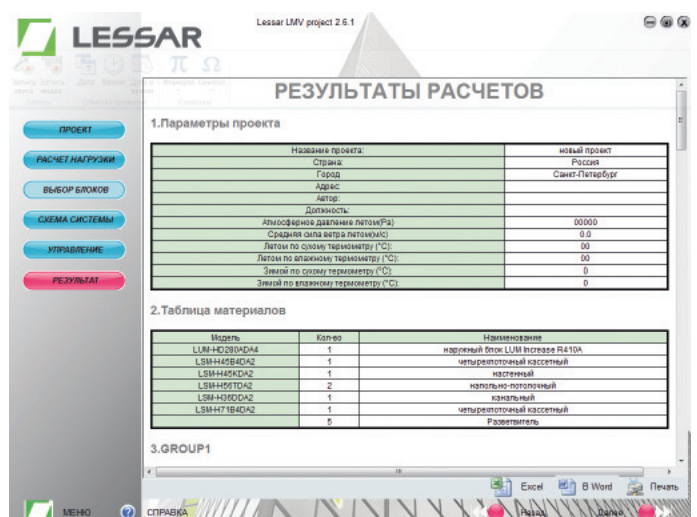 Lessar LMV project 2.6.1
LESSAR
РЕЗУЛЬТАТЫ РАСЧЕТОВ
ПРОЕКТ
РАСЧЕТ НАГРУЗКИ
ВЫБОР БЛОКОВ
СХЕМА СИСТЕМЫ
УПРАВЛЕНИЕ
РЕЗУЛЬТАТ
1.Параметры проекта
Название проекта: новый проект
Страна: Россия
Город Санкт-Петербург
Адрес:
Автор:
Должность:
Атмосферное давление летом(Pa) 00000
Средняя сила ветра летом(м/с) 0.0
Летом по сухому термометру (°C): 00
Летом по влажному термометру (°C): 00
Зимой по сухому термометру (°C): 0
Зимой по влажному термометру (°C): 0
2.Таблица материалов
Модель Кол-во Наименование
LUM-HD280ADA4 1 наружный блок LUM Increase R410A
LSM-H45B4DA2 1 четырехпоточный кассетный
LSM-H45KDA2 1 настенный
LSM-H56TDA2 2 напольно-потолочный
LSM-H36DDA2 1 канальный
LSM-H71B4DA2 1 четырехпоточный кассетный
5 Разветвитель
3.GROUP1
Excel В Word Печать
МЕНЮ СПРАВКА Назад Далее